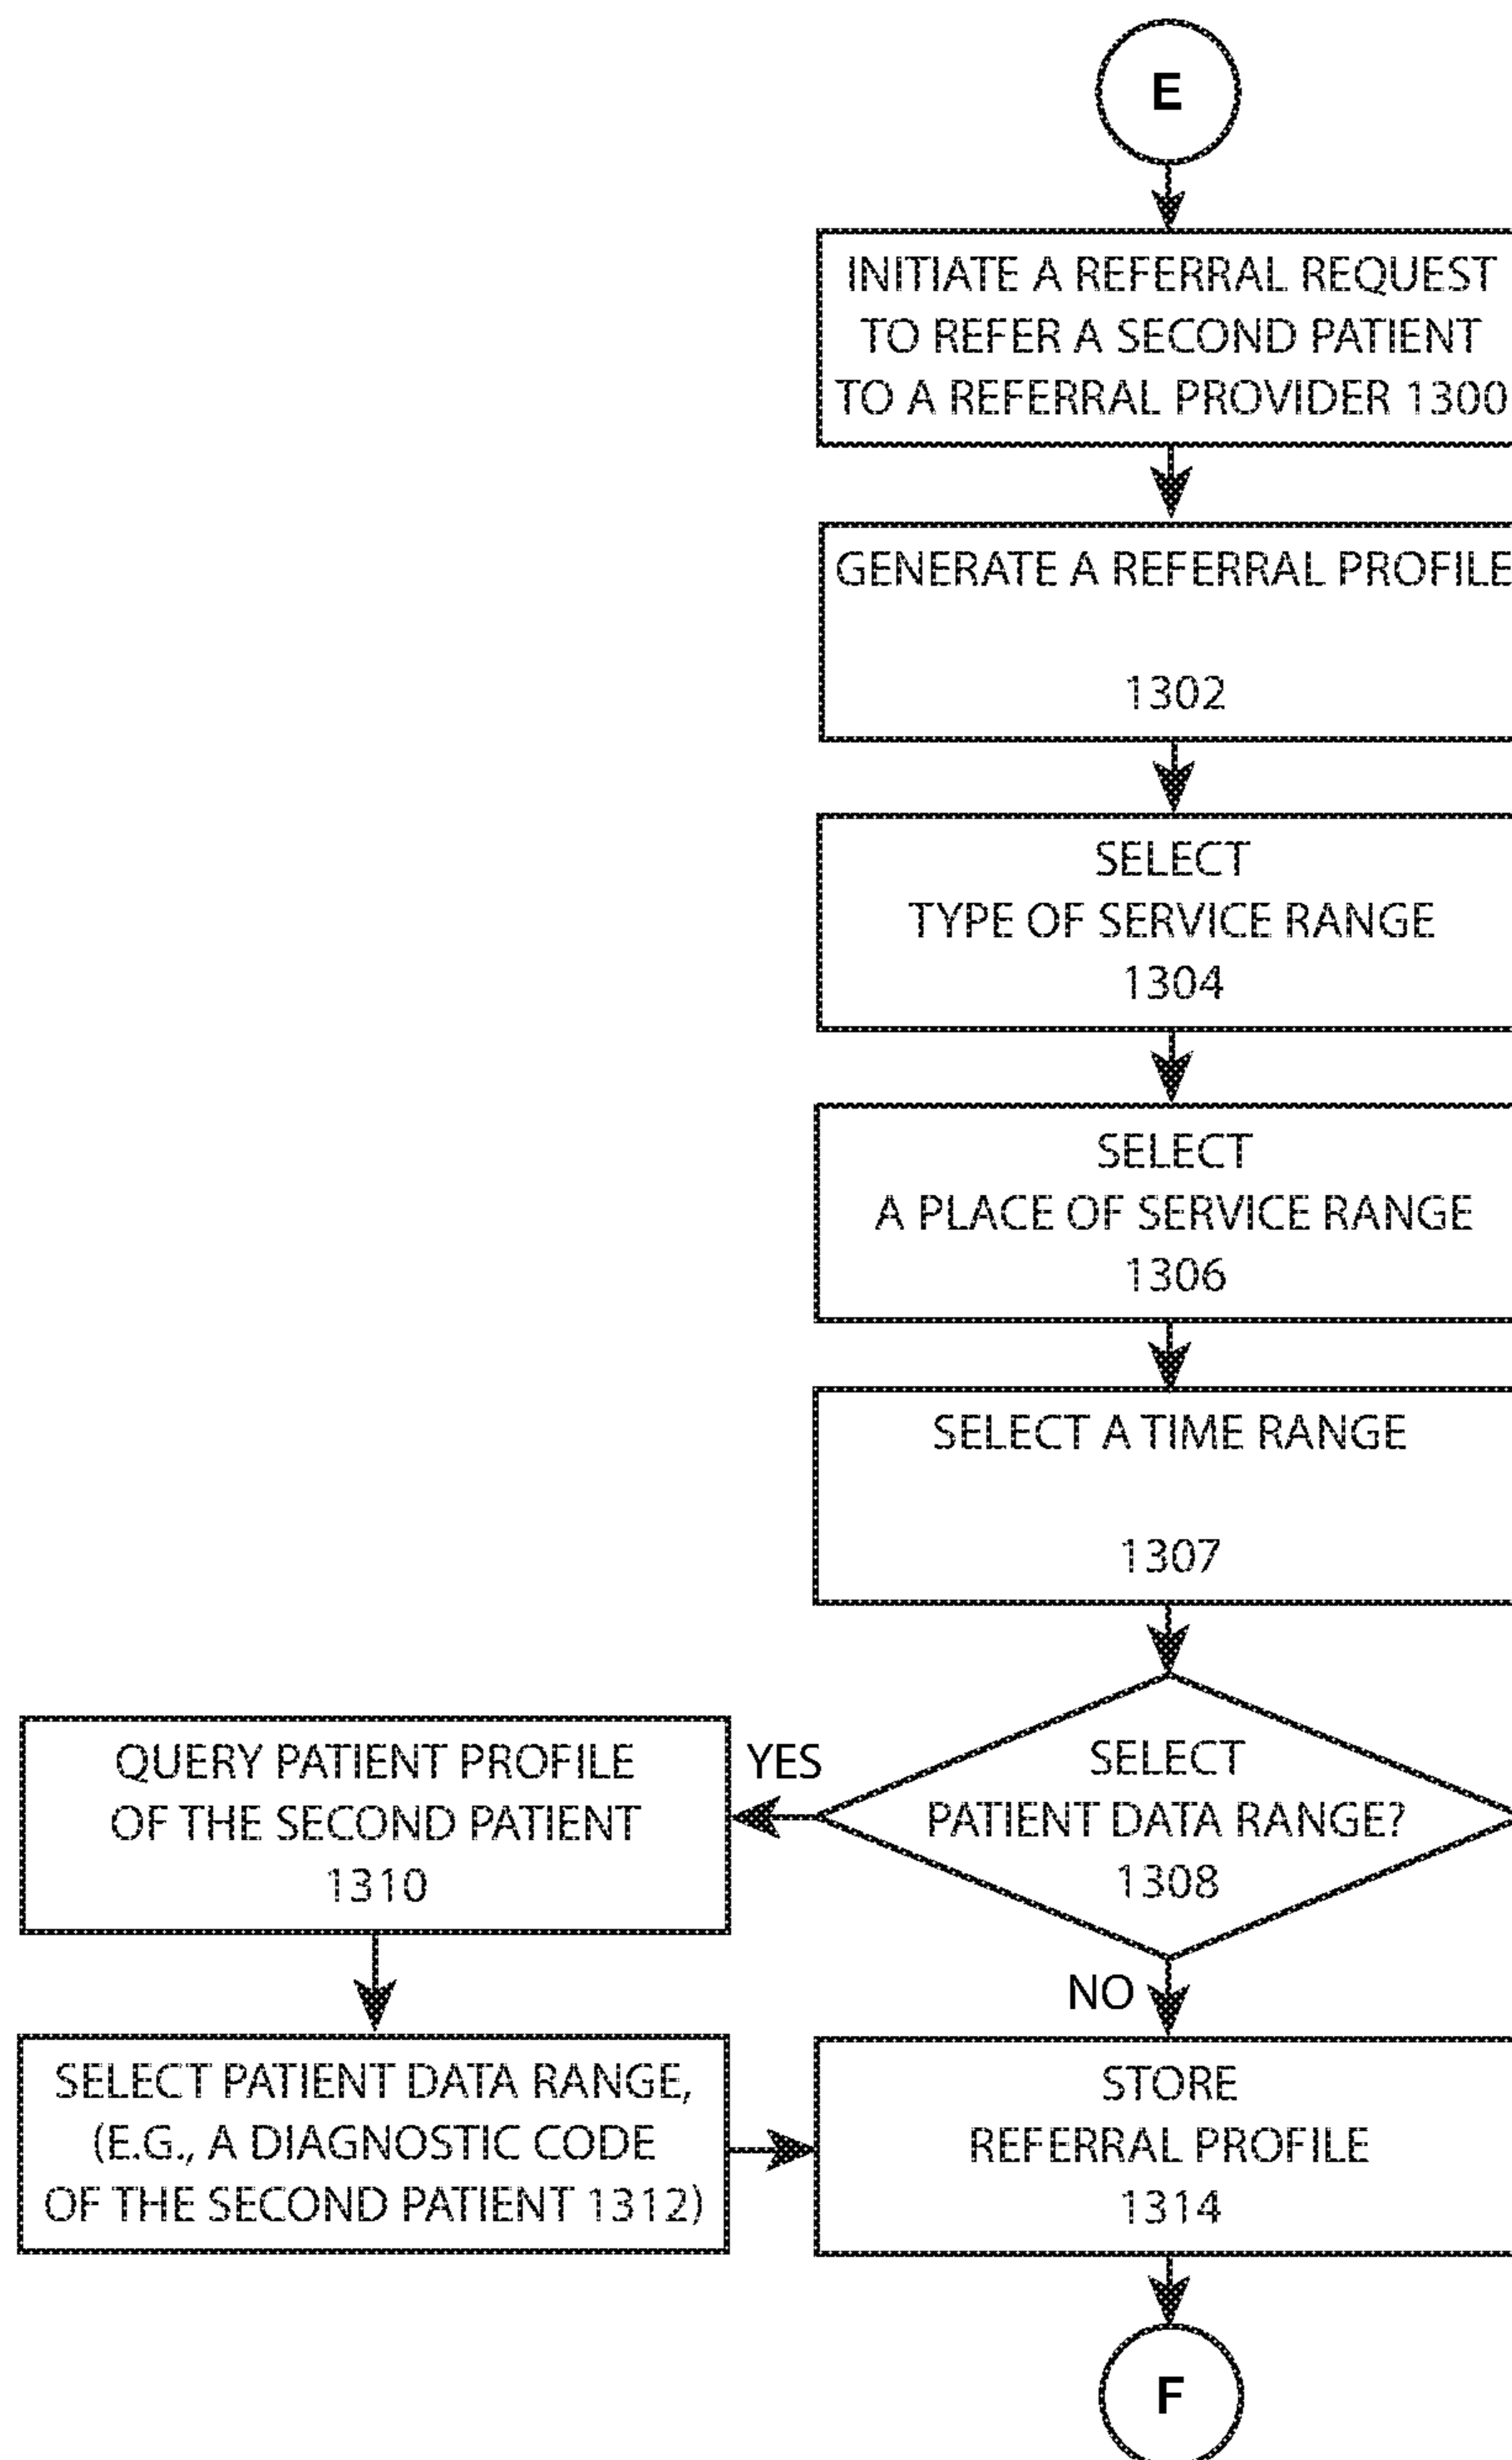 E
INITIATE A REFERRAL REQUEST
TO REFER A SECOND PATIENT
TO A REFERRAL PROVIDER 1300
GENERATE A REFERRAL PROFILE
1302
SELECT
TYPE OF SERVICE RANGE
1304
SELECT
A PLACE OF SERVICE RANGE
1306
SELECT A TIME RANGE
1307
SELECT
PATIENT DATA RANGE?
1308
YES
QUERY PATIENT PROFILE
OF THE SECOND PATIENT
1310
SELECT PATIENT DATA RANGE,
(E.G., A DIAGNOSTIC CODE
OF THE SECOND PATIENT 1312)
NO
STORE
REFERRAL PROFILE
1314
F